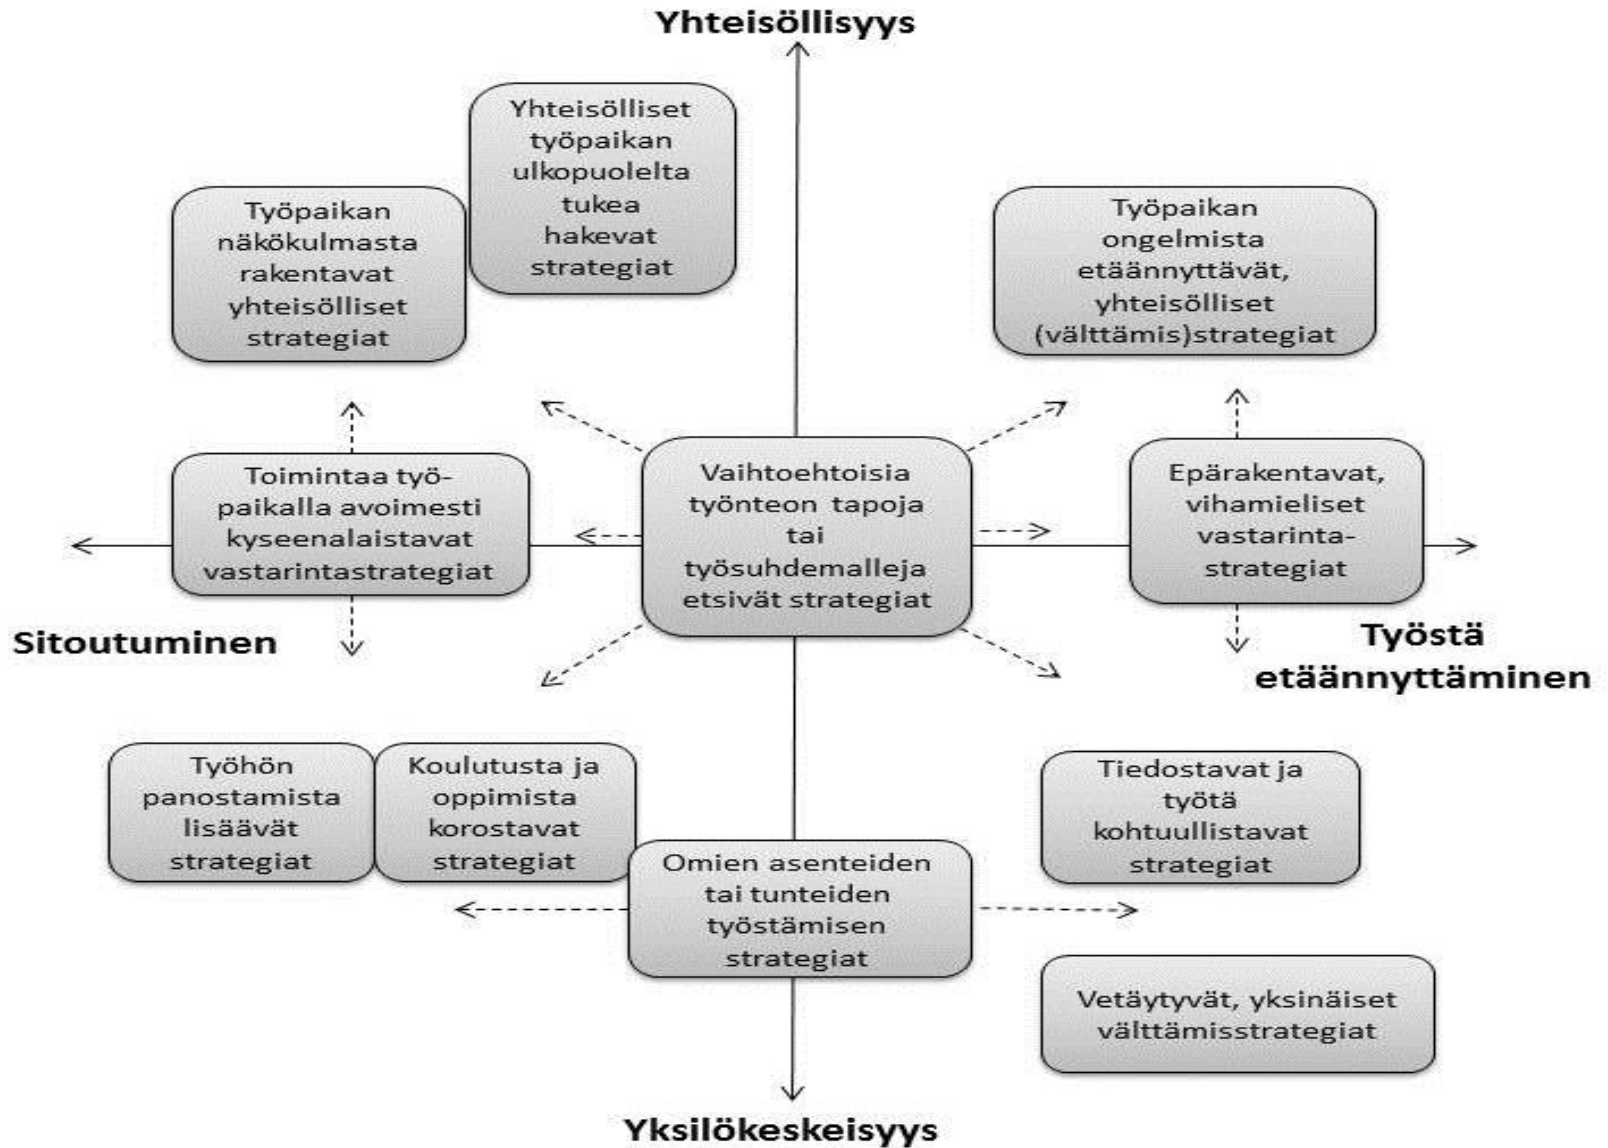 Yhteisöllisyys
Yhteisölliset
työpaikan
ulkopuolelta
tukea
hakevat
strategiat
Työpaikan
näkökulmasta
rakentavat
yhteisölliset
strategiat
Työpaikan
ongelmista
etäännyttävät,
yhteisölliset
(välttämis)strategiat
Toimintaa työ-
paikalla avoimesti
kyseenalaistavat
vastarintastrategiat
Vaihtoehtoisia
työnteon tapoja
tai
työsuhdemalleja
etsivät strategiat
Epärakentavat,
vihamieliset
vastarinta-
strategiat
Sitoutuminen
Työstä
etäännyttäminen
Työhön
panostamista
lisäävät
strategiat
Koulutusta ja
oppimista
korostavat
strategiat
Omien asenteiden
tai tunteiden
työstämisen
strategiat
Tiedostavat ja
työtä
kohtuullistavat
strategiat
Vetäytyvät, yksinäiset
välttämisstrategiat
Yksilökeskeisyys